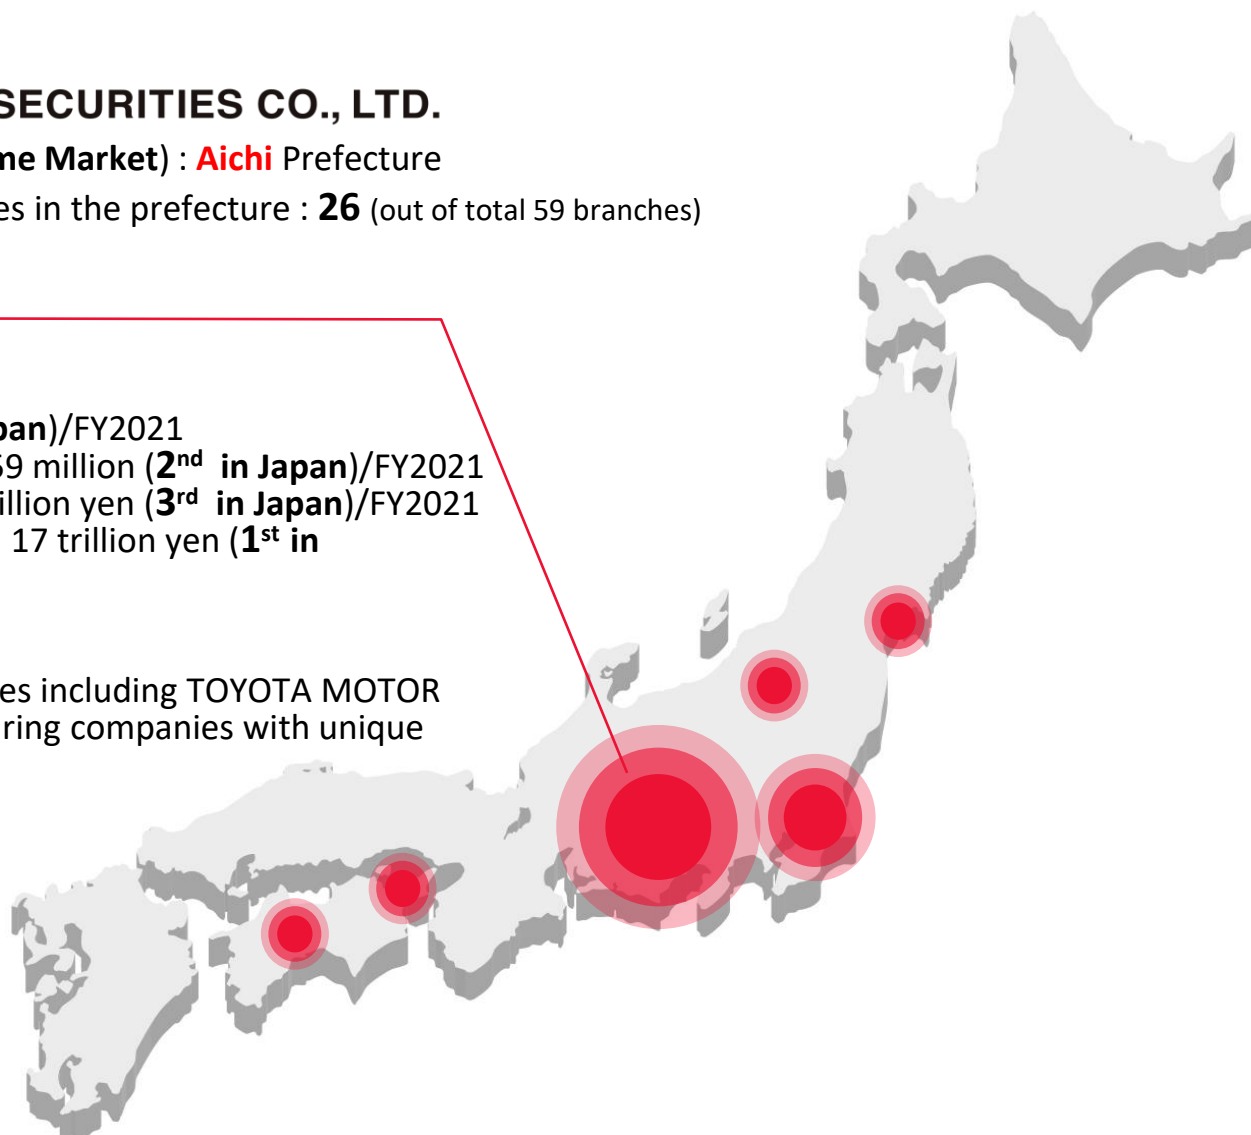 SECURITIES CO., LTD.
me Market) : Aichi Prefecture
es in the prefecture : 26 (out of total 59 branches)
pan)/FY2021
59 million (2nd in Japan)/FY2021
illion yen (3rd in Japan)/FY2021
17 trillion yen (1st in
es including TOYOTA MOTOR
ring companies with unique